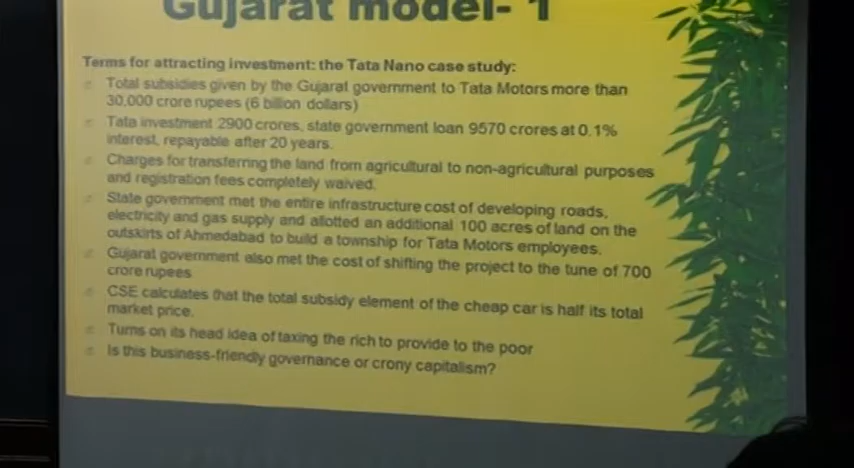 Gujarat model- 1
Terms for attracting investment: the Tata Nano case study:
Total subsidies given by the Gujarat government to Tata Motors more than
30,000 crore rupees (6 billion dollars)
Tata investment 2900 crores, state government loan 9570 crores at 0.1%
interest, repayable after 20 years.
Charges for transferring the land from agricultural to non-agricultural purposes
and registration fees completely waived.
State government met the entire infrastructure cost of developing roads,
electricity and gas supply and allotted an additional 100 acres of land on the
outskirts of Ahmedabad to build a township for Tata Motors employees.
Gujarat government also met the cost of shifting the project to the tune of 700
crore rupees
CSE calculates that the total subsidy element of the cheap car is half its total
market price.
Turns on its head idea of taxing the rich to provide to the poor
Is this business-friendly governance or crony capitalism?